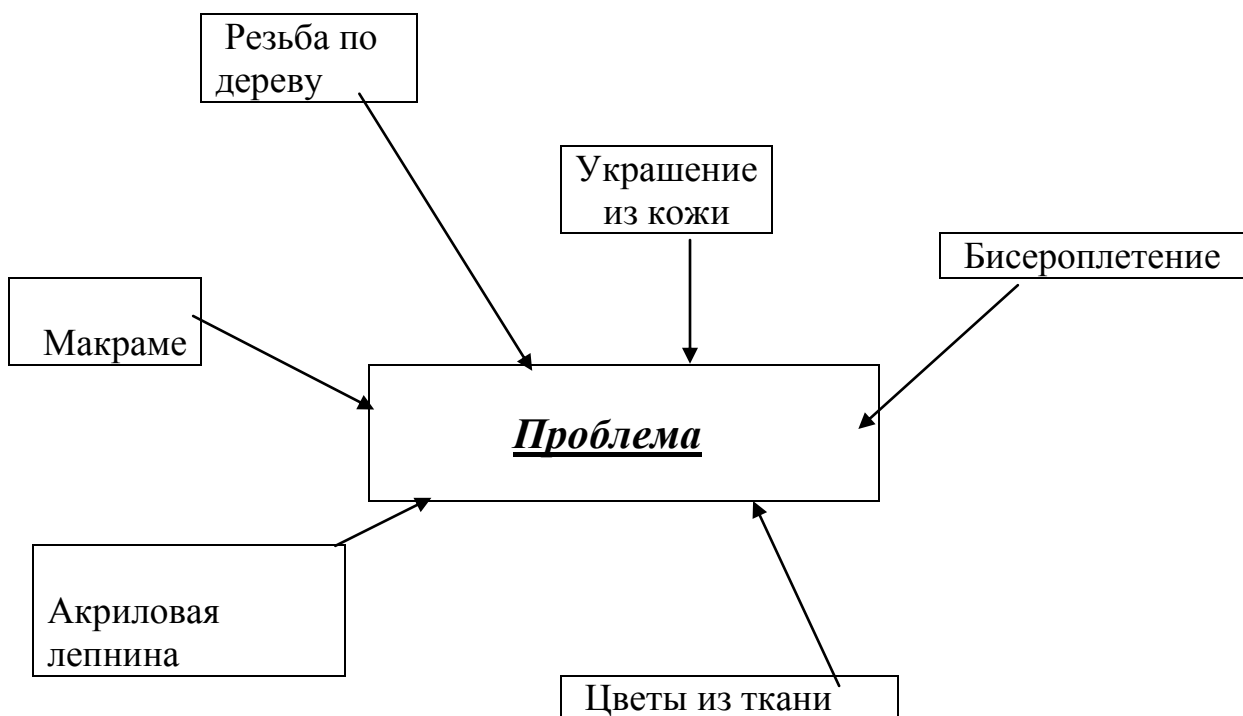 Резьба по
дереву
Украшение
из кожи
Бисероплетение
Макраме
Проблема
Акриловая
лепнина
Цветы из ткани